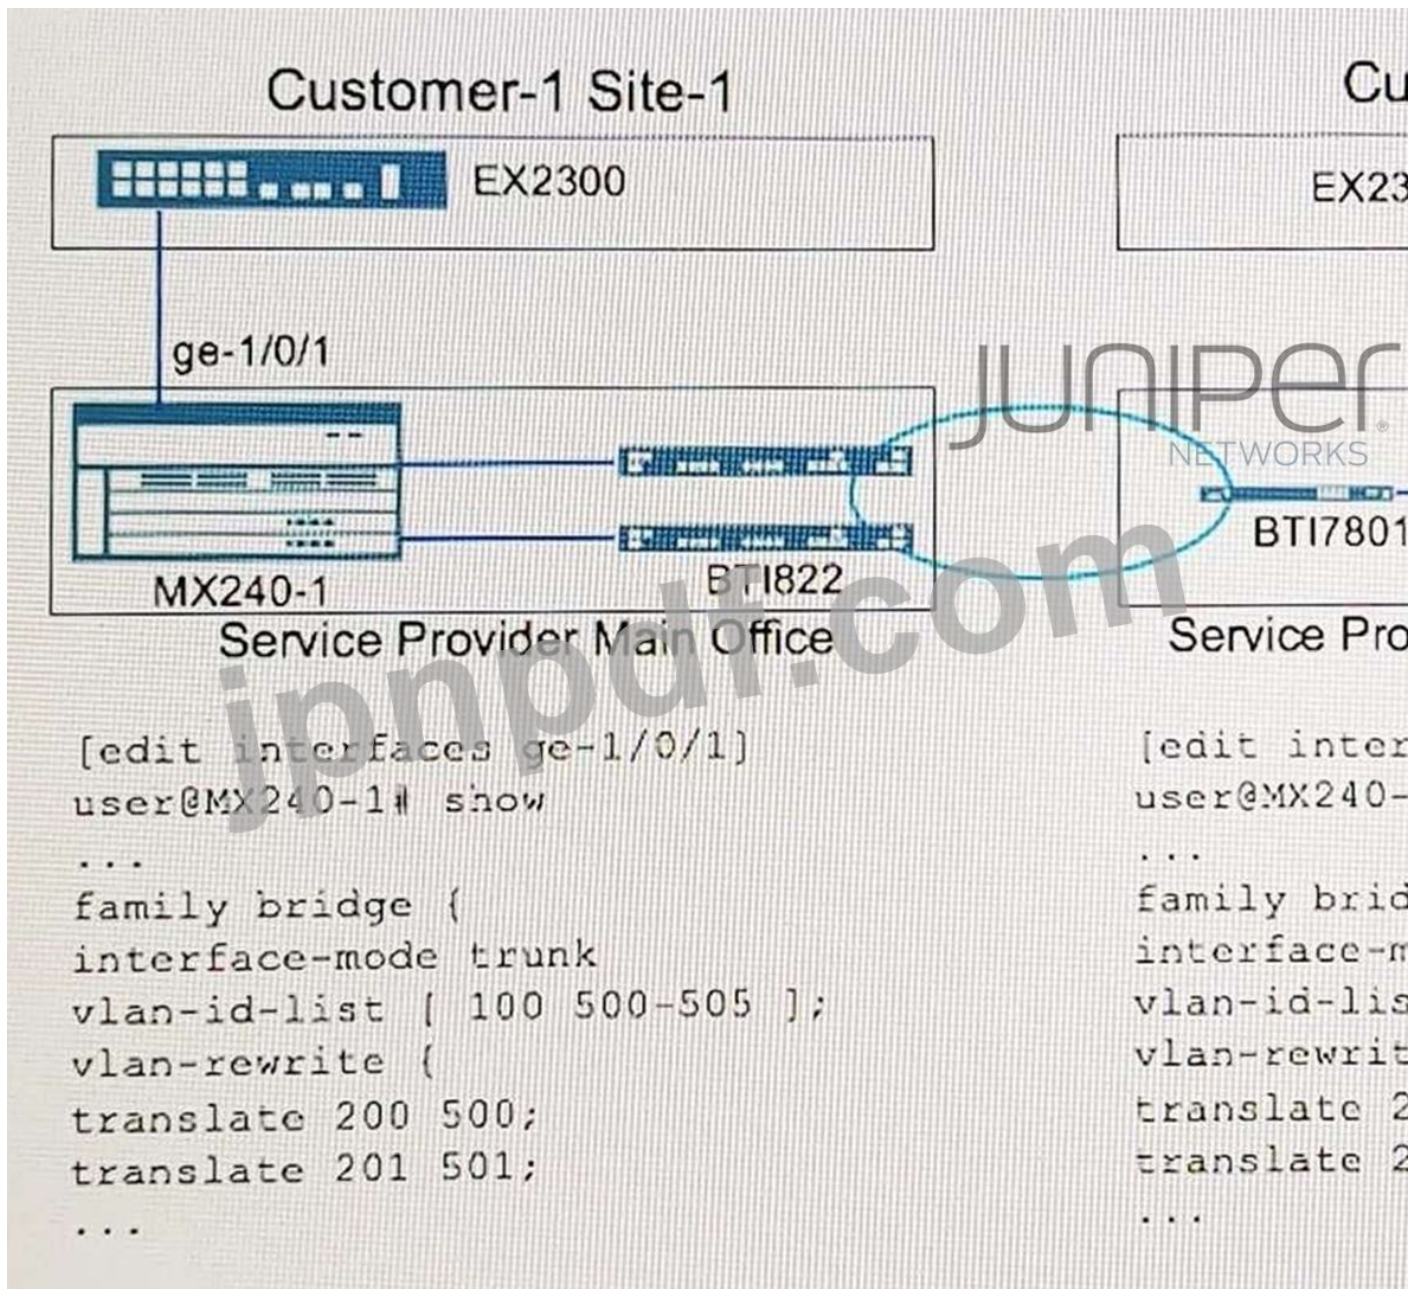 Customer-1 Site-1
Cu
EX2300
EX23
ge-1/0/1
JUNIPER
NETWORKS
BTI7801
MX240-1
BTI822
Service Provider Main Office
Service Pro
jpnpdf.com
[edit interfaces ge-1/0/1]
user@MX240-1# show
...
family bridge {
interface-mode trunk
vlan-id-list [ 100 500-505 ];
vlan-rewrite {
translate 200 500;
translate 201 501;
...
[edit inter
user@MX240-
...
family brid
interface-m
vlan-id-lis
vlan-rewrit
translate 2
translate 2
...